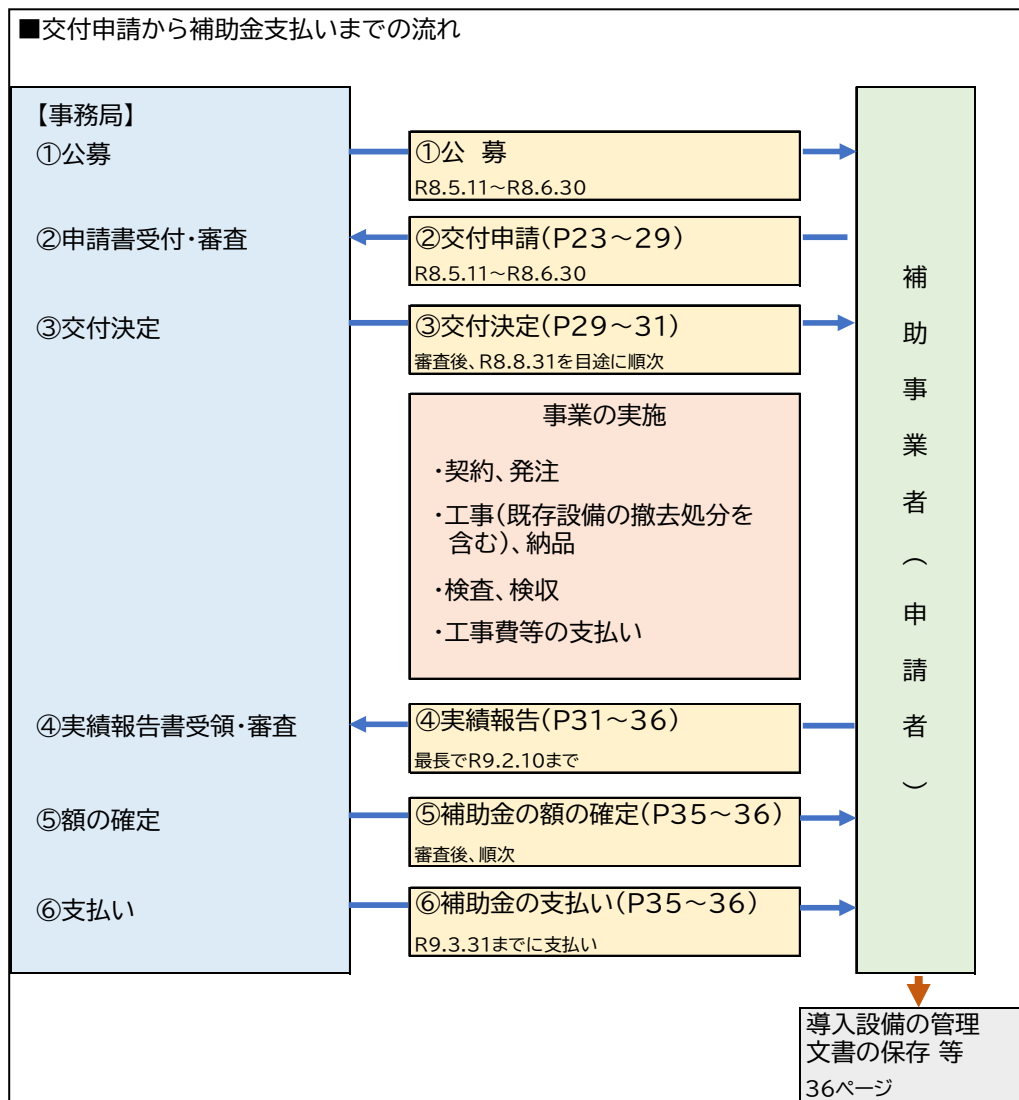 ■交付申請から補助金支払いまでの流れ
【事務局】
①公募
②申請書受付・審査
③交付決定
④実績報告書受領・審査
⑤額の確定
⑥支払い
①公 募
R8.5.11～R8.6.30
②交付申請(P23～29)
R8.5.11～R8.6.30
③交付決定(P29～31)
審査後、R8.8.31を目途に順次
事業の実施
・契約、発注
・工事(既存設備の撤去処分を
含む)、納品
・検査、検収
・工事費等の支払い
④実績報告(P31～36)
最長でR9.2.10まで
⑤補助金の額の確定(P35～36)
審査後、順次
⑥補助金の支払い(P35～36)
R9.3.31までに支払い
補助事業者(申請者)
導入設備の管理
文書の保存 等
36ページ